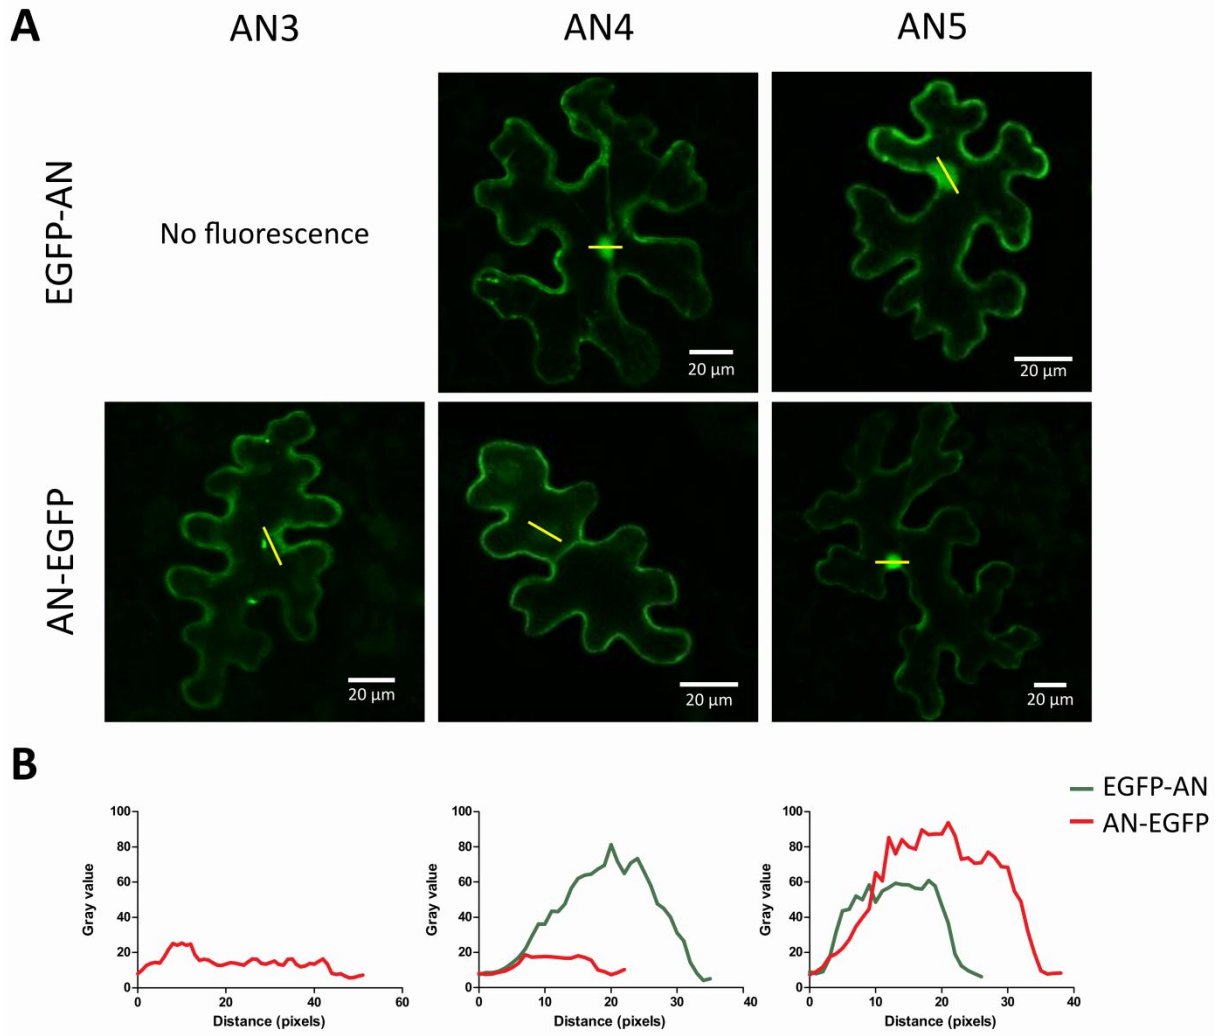 A
AN3
AN4
AN5
EGFP-AN
No fluorescence
20 µm
20 µm
AN-EGFP
20 µm
20 µm
20 µm
B
EGFP-AN
AN-EGFP
Gray value
100
80
60
40
20
0
0
20
40
60
Distance (pixels)
Gray value
100
80
60
40
20
0
0
10
20
30
40
Distance (pixels)
Gray value
100
80
60
40
20
0
0
10
20
30
40
Distance (pixels)